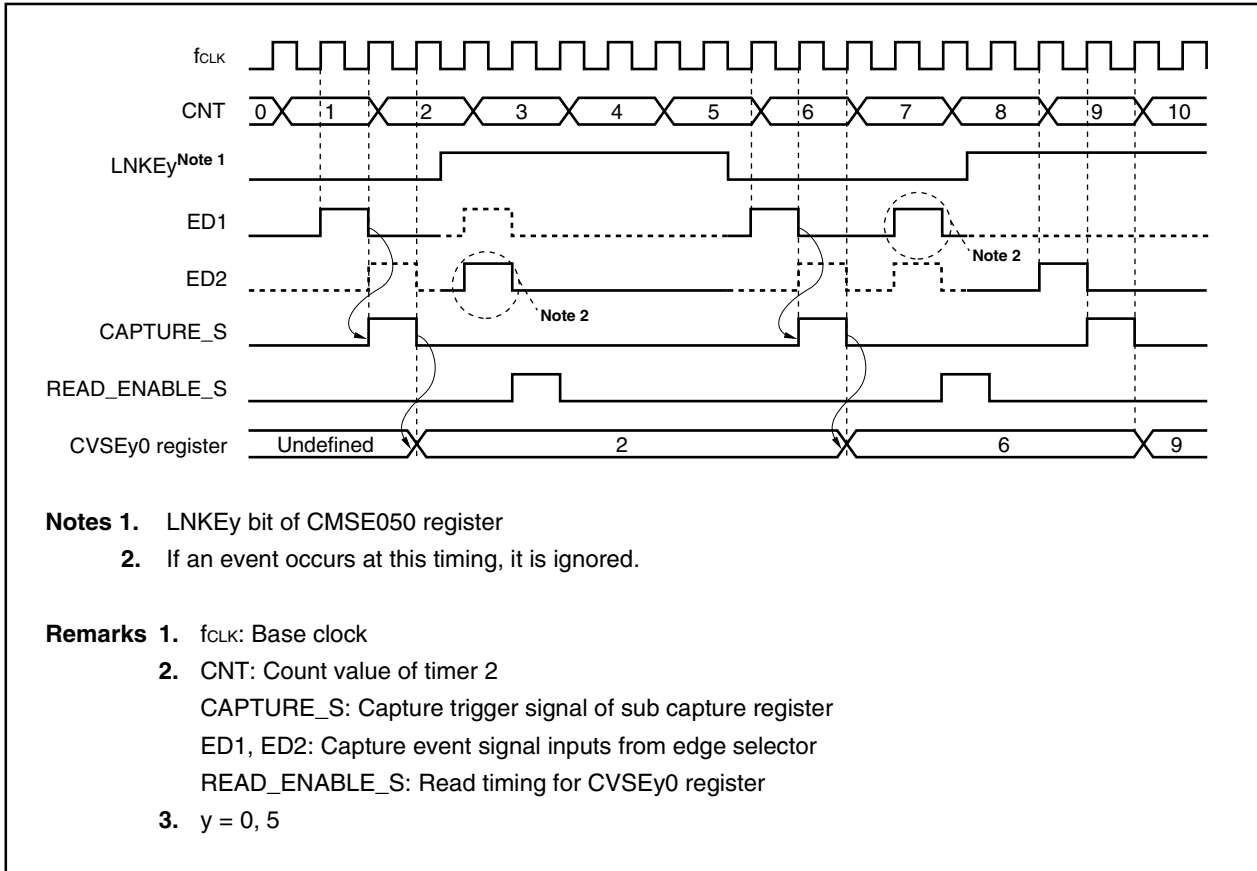 fCLK
CNT 0 1 2 3 4 5 6 7 8 9 10
LNKEyNote 1
ED1
Note 2
ED2
Note 2
CAPTURE_S
READ_ENABLE_S
CVSEy0 register Undefined 2 6 9
Notes 1. LNKEy bit of CMSE050 register
2. If an event occurs at this timing, it is ignored.
Remarks 1. fCLK: Base clock
2. CNT: Count value of timer 2
CAPTURE_S: Capture trigger signal of sub capture register
ED1, ED2: Capture event signal inputs from edge selector
READ_ENABLE_S: Read timing for CVSEy0 register
3. y = 0, 5